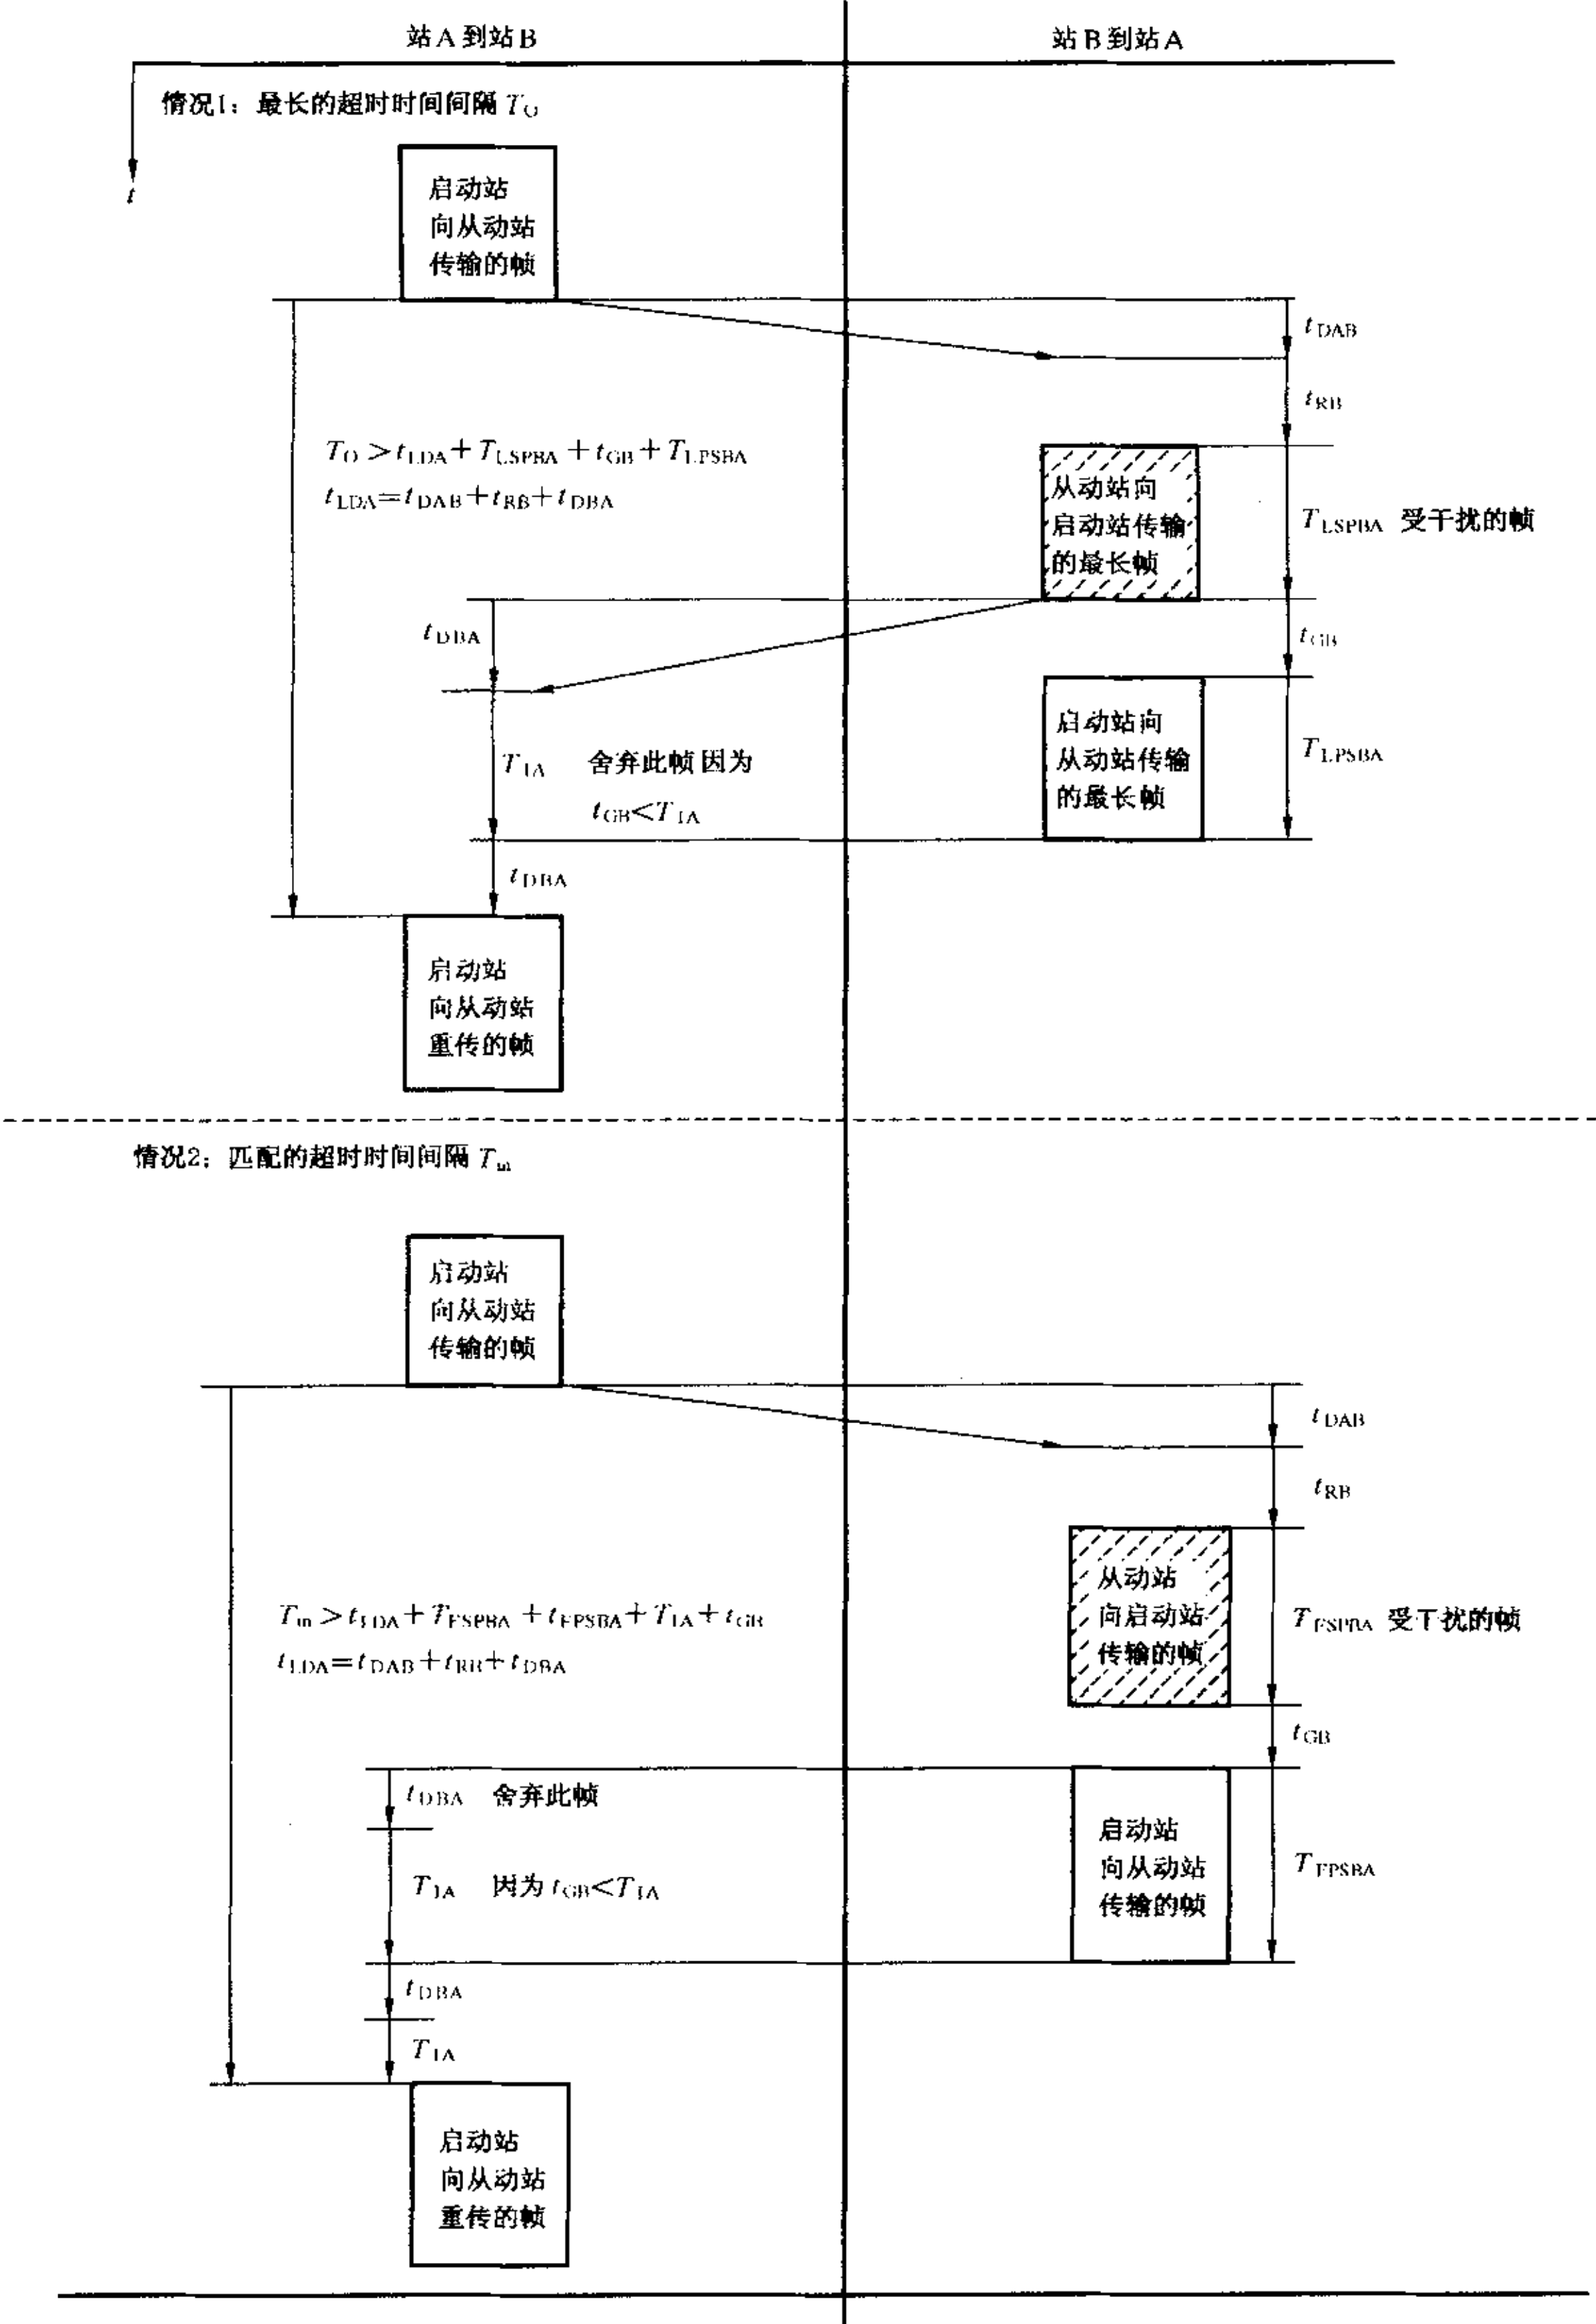 站A到站B
站B到站A
情况1：最长的超时时间间隔 T_O
t
启动站
向从动站
传输的帧
t_DAB
t_RB
T_O＞t_LDA＋T_LSPBA＋t_GB＋T_LPSBA
t_LDA＝t_DAB＋t_RB＋t_DBA
从动站向
启动站传输
的最长帧
T_LSPBA 受干扰的帧
t_DBA
t_GB
启动站向
从动站传输
的最长帧
T_LPSBA
T_IA 舍弃此帧 因为
t_GB＜T_IA
t_DBA
启动站
向从动站
重传的帧
情况2：匹配的超时时间间隔 T_m
启动站
向从动站
传输的帧
t_DAB
t_RB
T_m＞t_LDA＋T_FSPBA＋t_FPSBA＋T_IA＋t_GB
t_LDA＝t_DAB＋t_RB＋t_DBA
从动站
向启动站
传输的帧
T_FSPBA 受干扰的帧
t_GB
t_DBA 舍弃此帧
T_IA 因为 t_GB＜T_IA
启动站
向从动站
传输的帧
T_FPSBA
t_DBA
T_IA
启动站
向从动站
重传的帧